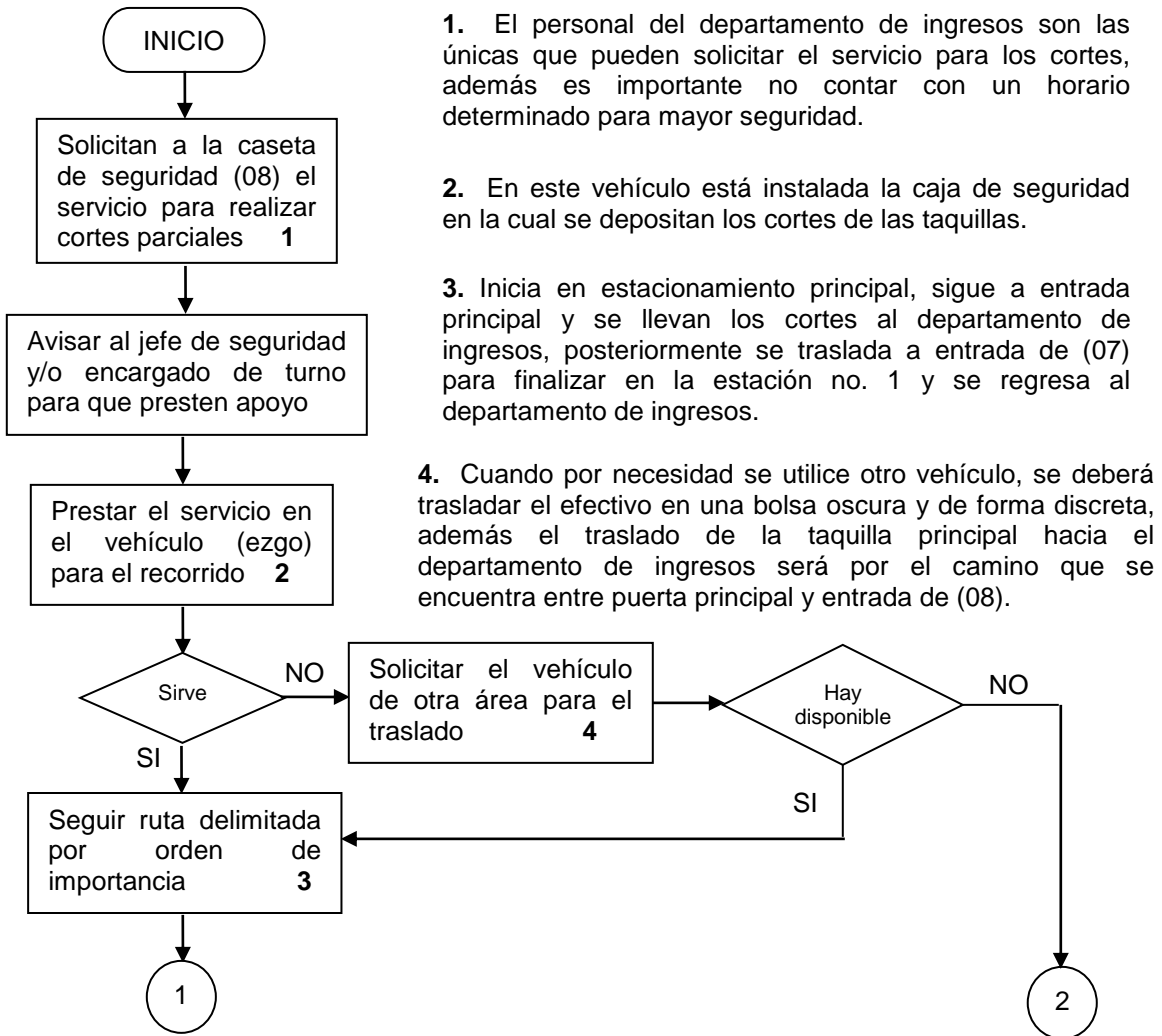 INICIO
Solicitan a la caseta
de seguridad (08) el
servicio para realizar
cortes parciales 1
Avisar al jefe de seguridad
y/o encargado de turno
para que presten apoyo
Prestar el servicio en
el vehículo (ezgo)
para el recorrido 2
1. El personal del departamento de ingresos son las
únicas que pueden solicitar el servicio para los cortes,
además es importante no contar con un horario
determinado para mayor seguridad.
2. En este vehículo está instalada la caja de seguridad
en la cual se depositan los cortes de las taquillas.
3. Inicia en estacionamiento principal, sigue a entrada
principal y se llevan los cortes al departamento de
ingresos, posteriormente se traslada a entrada de (07)
para finalizar en la estación no. 1 y se regresa al
departamento de ingresos.
4. Cuando por necesidad se utilice otro vehículo, se deberá
trasladar el efectivo en una bolsa oscura y de forma discreta,
además el traslado de la taquilla principal hacia el
departamento de ingresos será por el camino que se
encuentra entre puerta principal y entrada de (08).
Sirve
NO
Solicitar el vehículo
de otra área para el
traslado 4
Hay
disponible
NO
SI
SI
Seguir ruta delimitada
por orden de
importancia 3
1
2